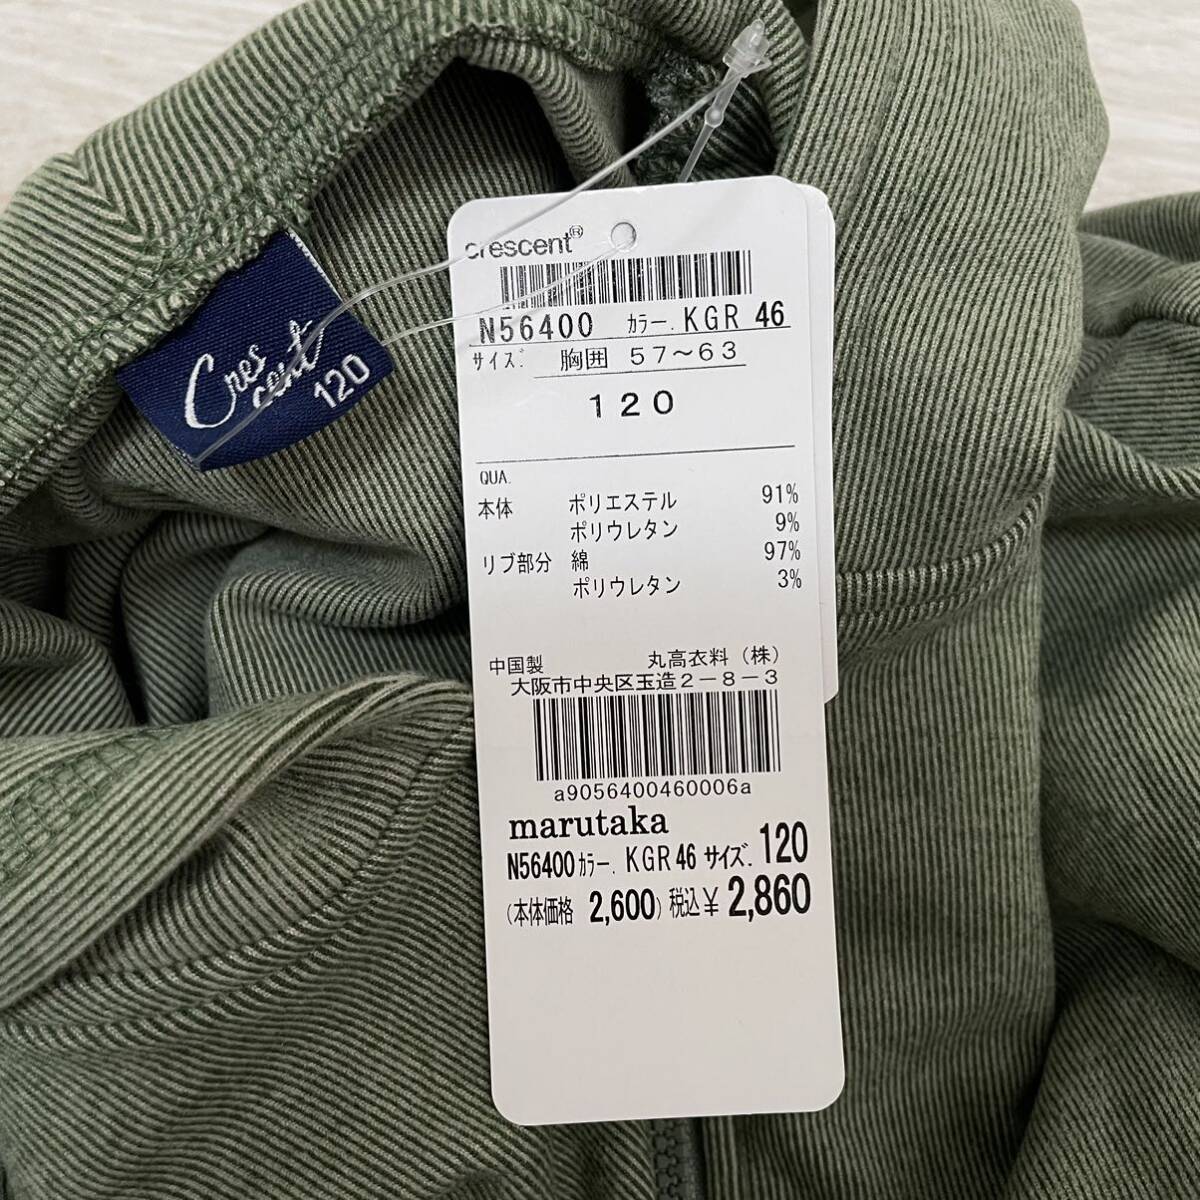 Cres
cent
120
crescent®
N56400 カラー. KGR 46
サイズ. 胸囲 57～63
120
QUA.
本体 ポリエステル 91%
ポリウレタン 9%
リブ部分 綿 97%
ポリウレタン 3%
中国製 丸高衣料（株）
大阪市中央区玉造2－8－3
a90564004600​06a
marutaka
N56400 カラー. KGR 46 サイズ. 120
(本体価格 2,600) 税込¥ 2,860